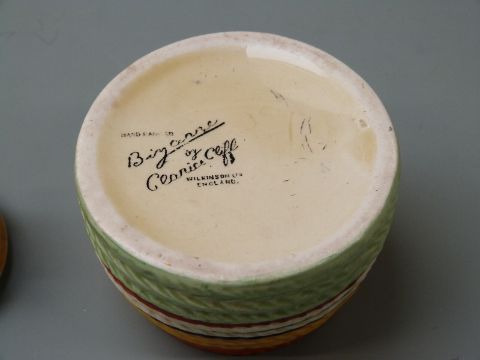 HAND PAINTED
Bizarre
by
Clarice Cliff
WILKINSON LTD
ENGLAND.